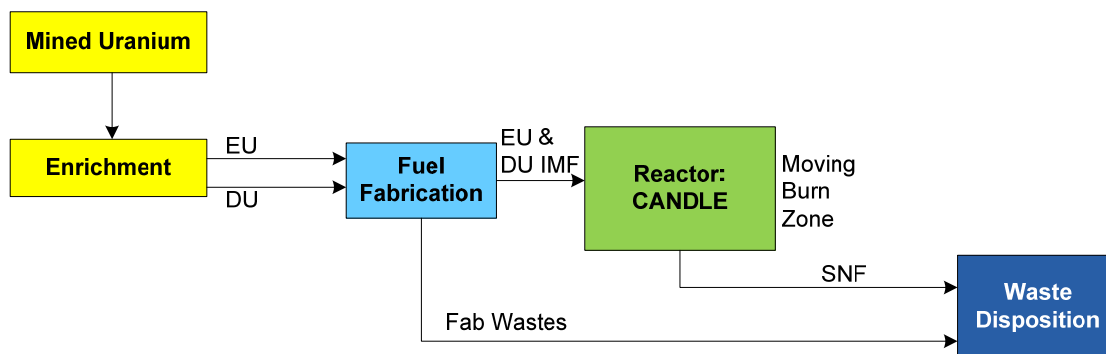 Mined Uranium
Enrichment
EU
DU
Fuel
Fabrication
EU &
DU IMF
Reactor:
CANDLE
Moving
Burn
Zone
SNF
Fab Wastes
Waste
Disposition